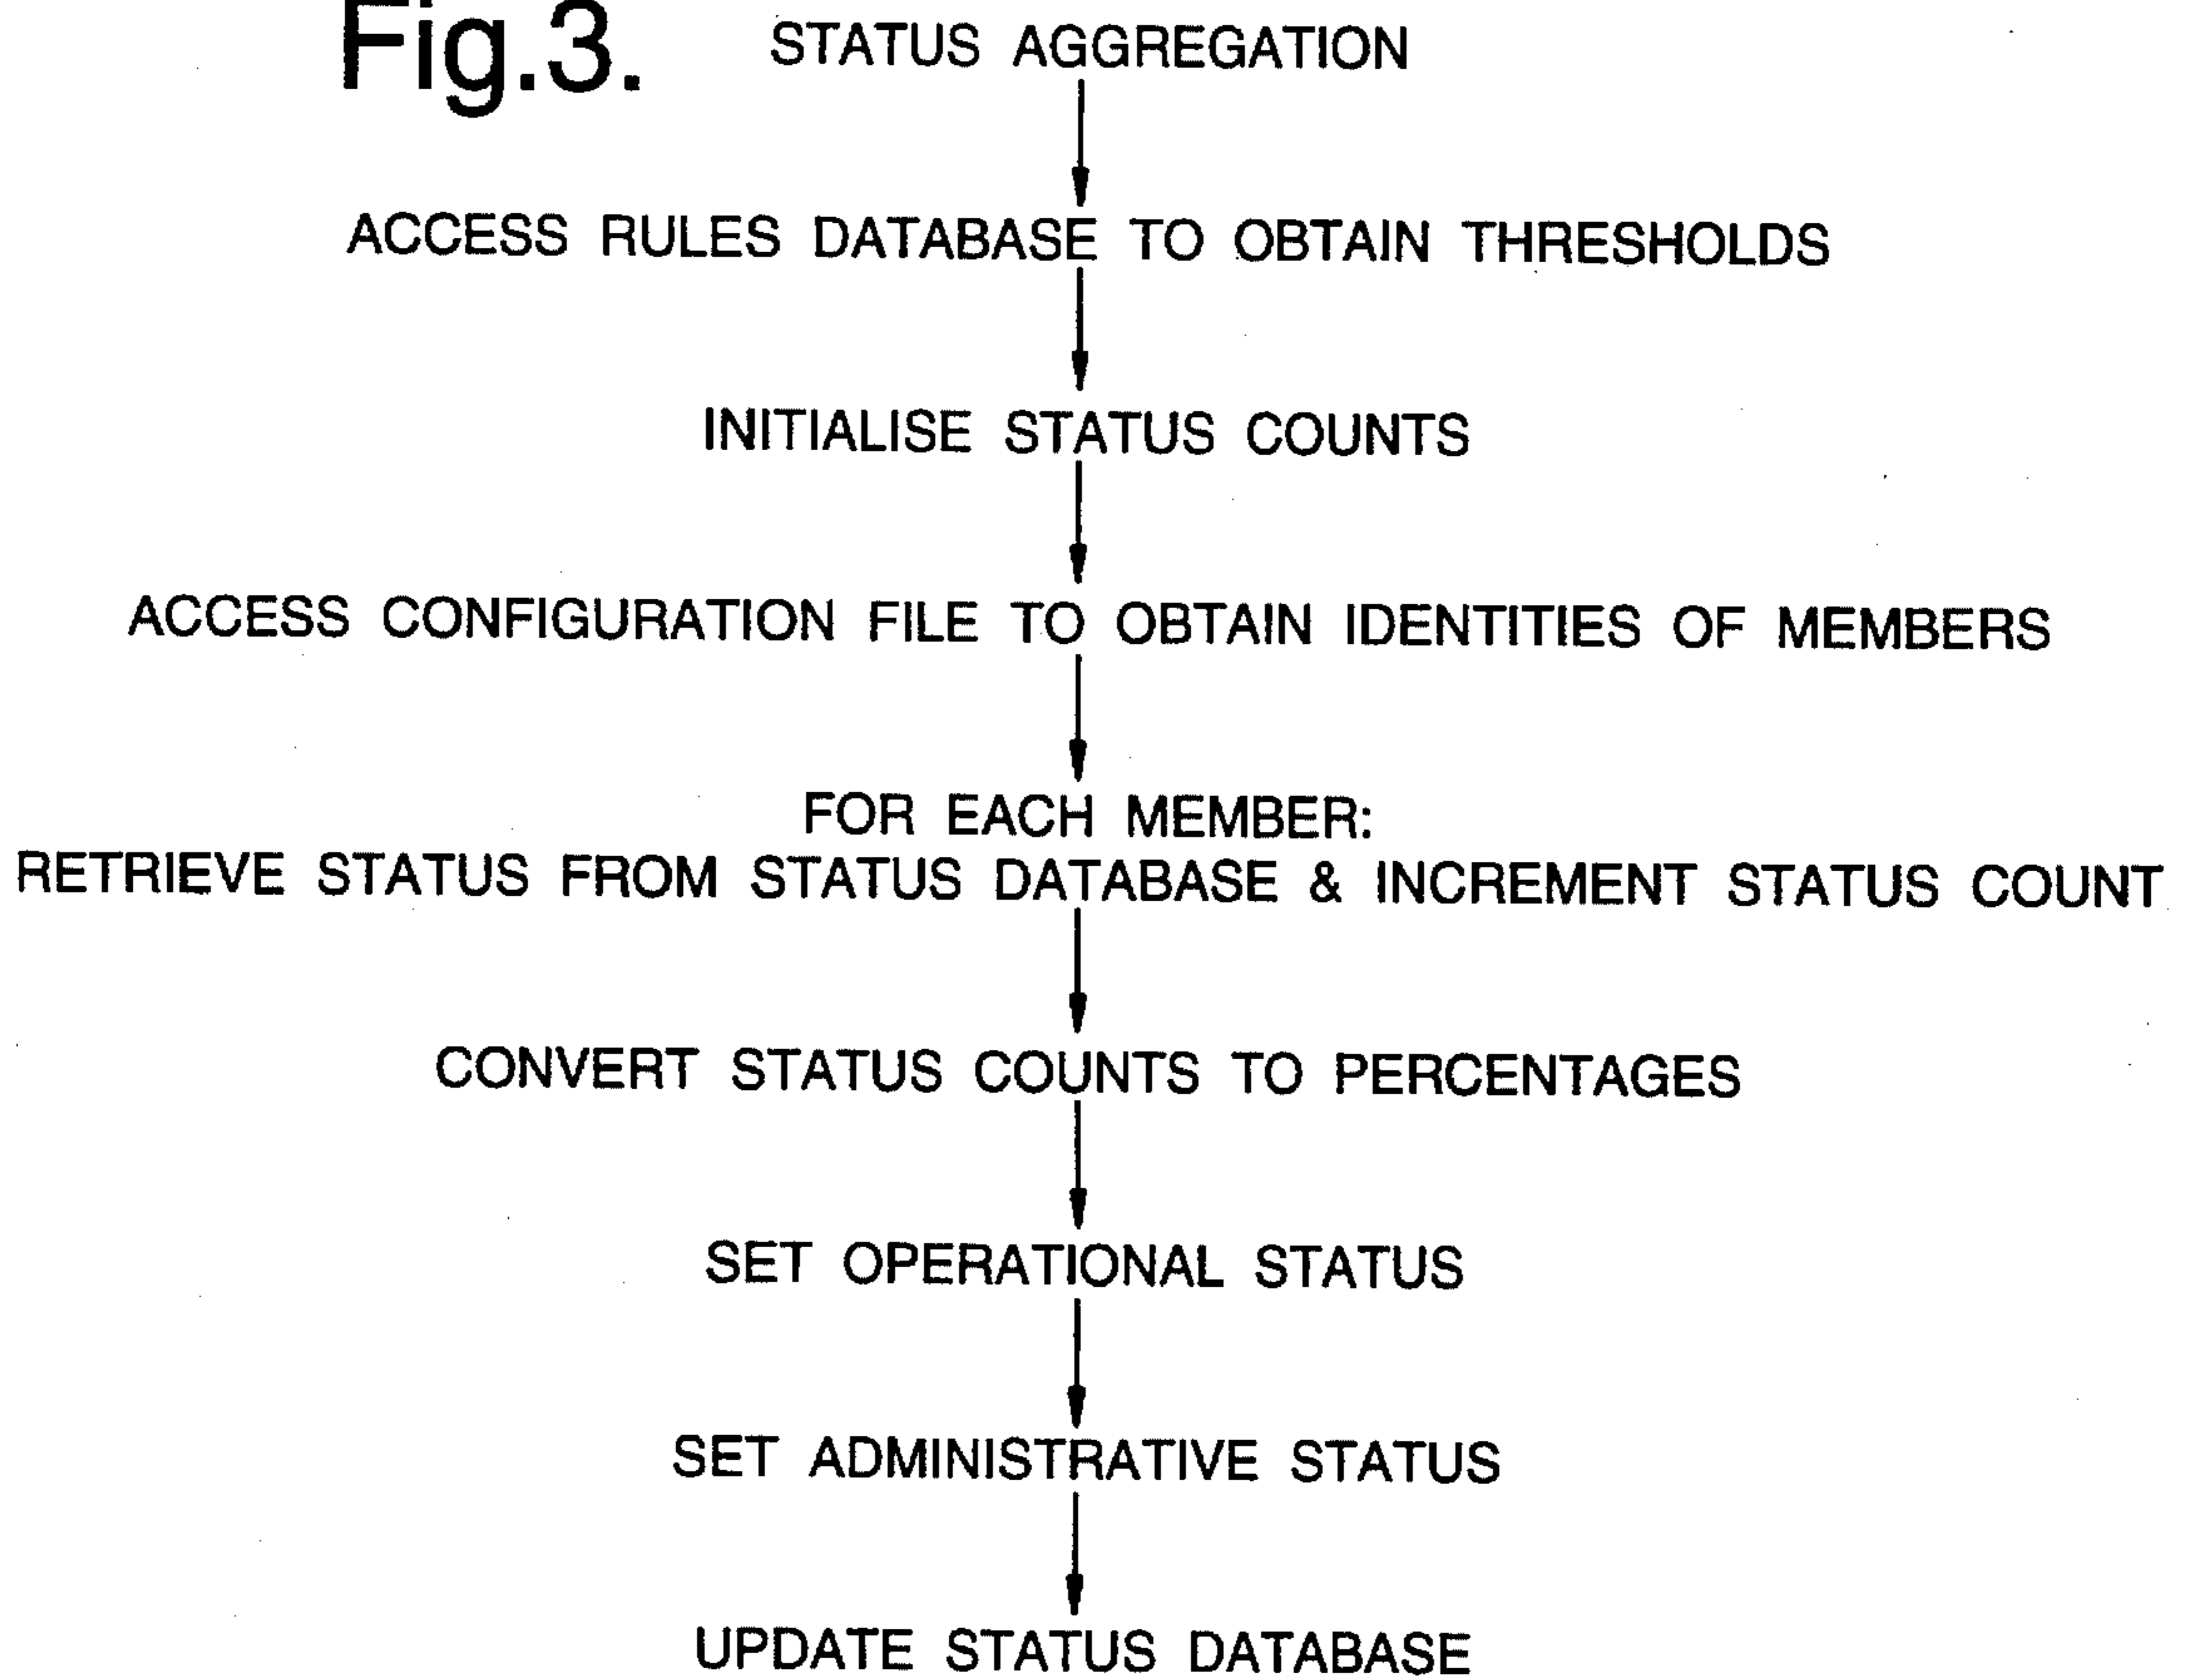 Fig.3.
STATUS AGGREGATION
ACCESS RULES DATABASE TO OBTAIN THRESHOLDS
INITIALISE STATUS COUNTS
ACCESS CONFIGURATION FILE TO OBTAIN IDENTITIES OF MEMBERS
FOR EACH MEMBER:
RETRIEVE STATUS FROM STATUS DATABASE & INCREMENT STATUS COUNT
CONVERT STATUS COUNTS TO PERCENTAGES
SET OPERATIONAL STATUS
SET ADMINISTRATIVE STATUS
UPDATE STATUS DATABASE